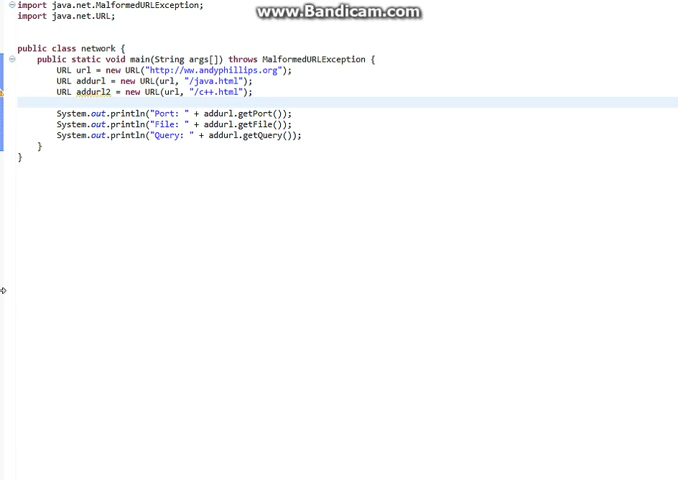 www.Bandicam.com
import java.net.MalformedURLException;
import java.net.URL;
public class network {
public static void main(String args[]) throws MalformedURLException {
URL url = new URL("http://ww.andyphillips.org");
URL addurl = new URL(url, "/java.html");
URL addurl2 = new URL(url, "/c++.html");
System.out.println("Port: " + addurl.getPort());
System.out.println("File: " + addurl.getFile());
System.out.println("Query: " + addurl.getQuery());
}
}